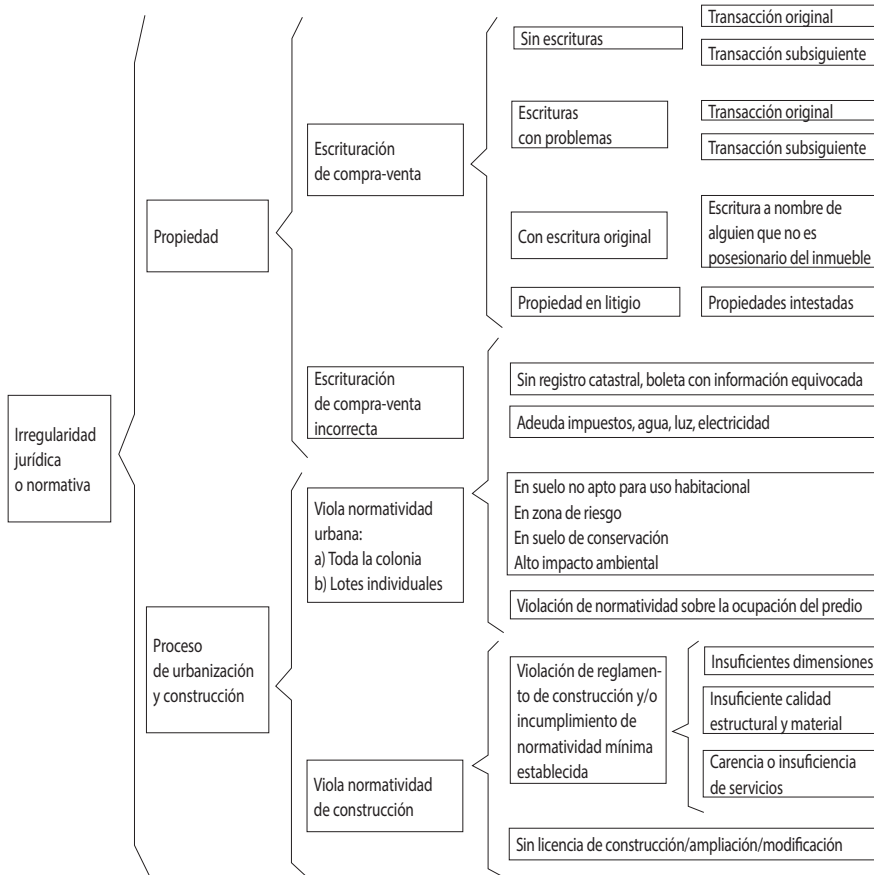 Irregularidad
jurídica
o normativa
Propiedad
Escrituración
de compra-venta
Sin escrituras
Transacción original
Transacción subsiguiente
Escrituras
con problemas
Transacción original
Transacción subsiguiente
Con escritura original
Escritura a nombre de
alguien que no es
posesionario del inmueble
Propiedad en litigio
Propiedades intestadas
Escrituración
de compra-venta
incorrecta
Sin registro catastral, boleta con información equivocada
Adeuda impuestos, agua, luz, electricidad
Proceso
de urbanización
y construcción
Viola normatividad
urbana:
a) Toda la colonia
b) Lotes individuales
En suelo no apto para uso habitacional
En zona de riesgo
En suelo de conservación
Alto impacto ambiental
Violación de normatividad sobre la ocupación del predio
Viola normatividad
de construcción
Violación de reglamen-
to de construcción y/o
incumplimiento de
normatividad mínima
establecida
Insuficientes dimensiones
Insuficiente calidad
estructural y material
Carencia o insuficiencia
de servicios
Sin licencia de construcción/ampliación/modificación